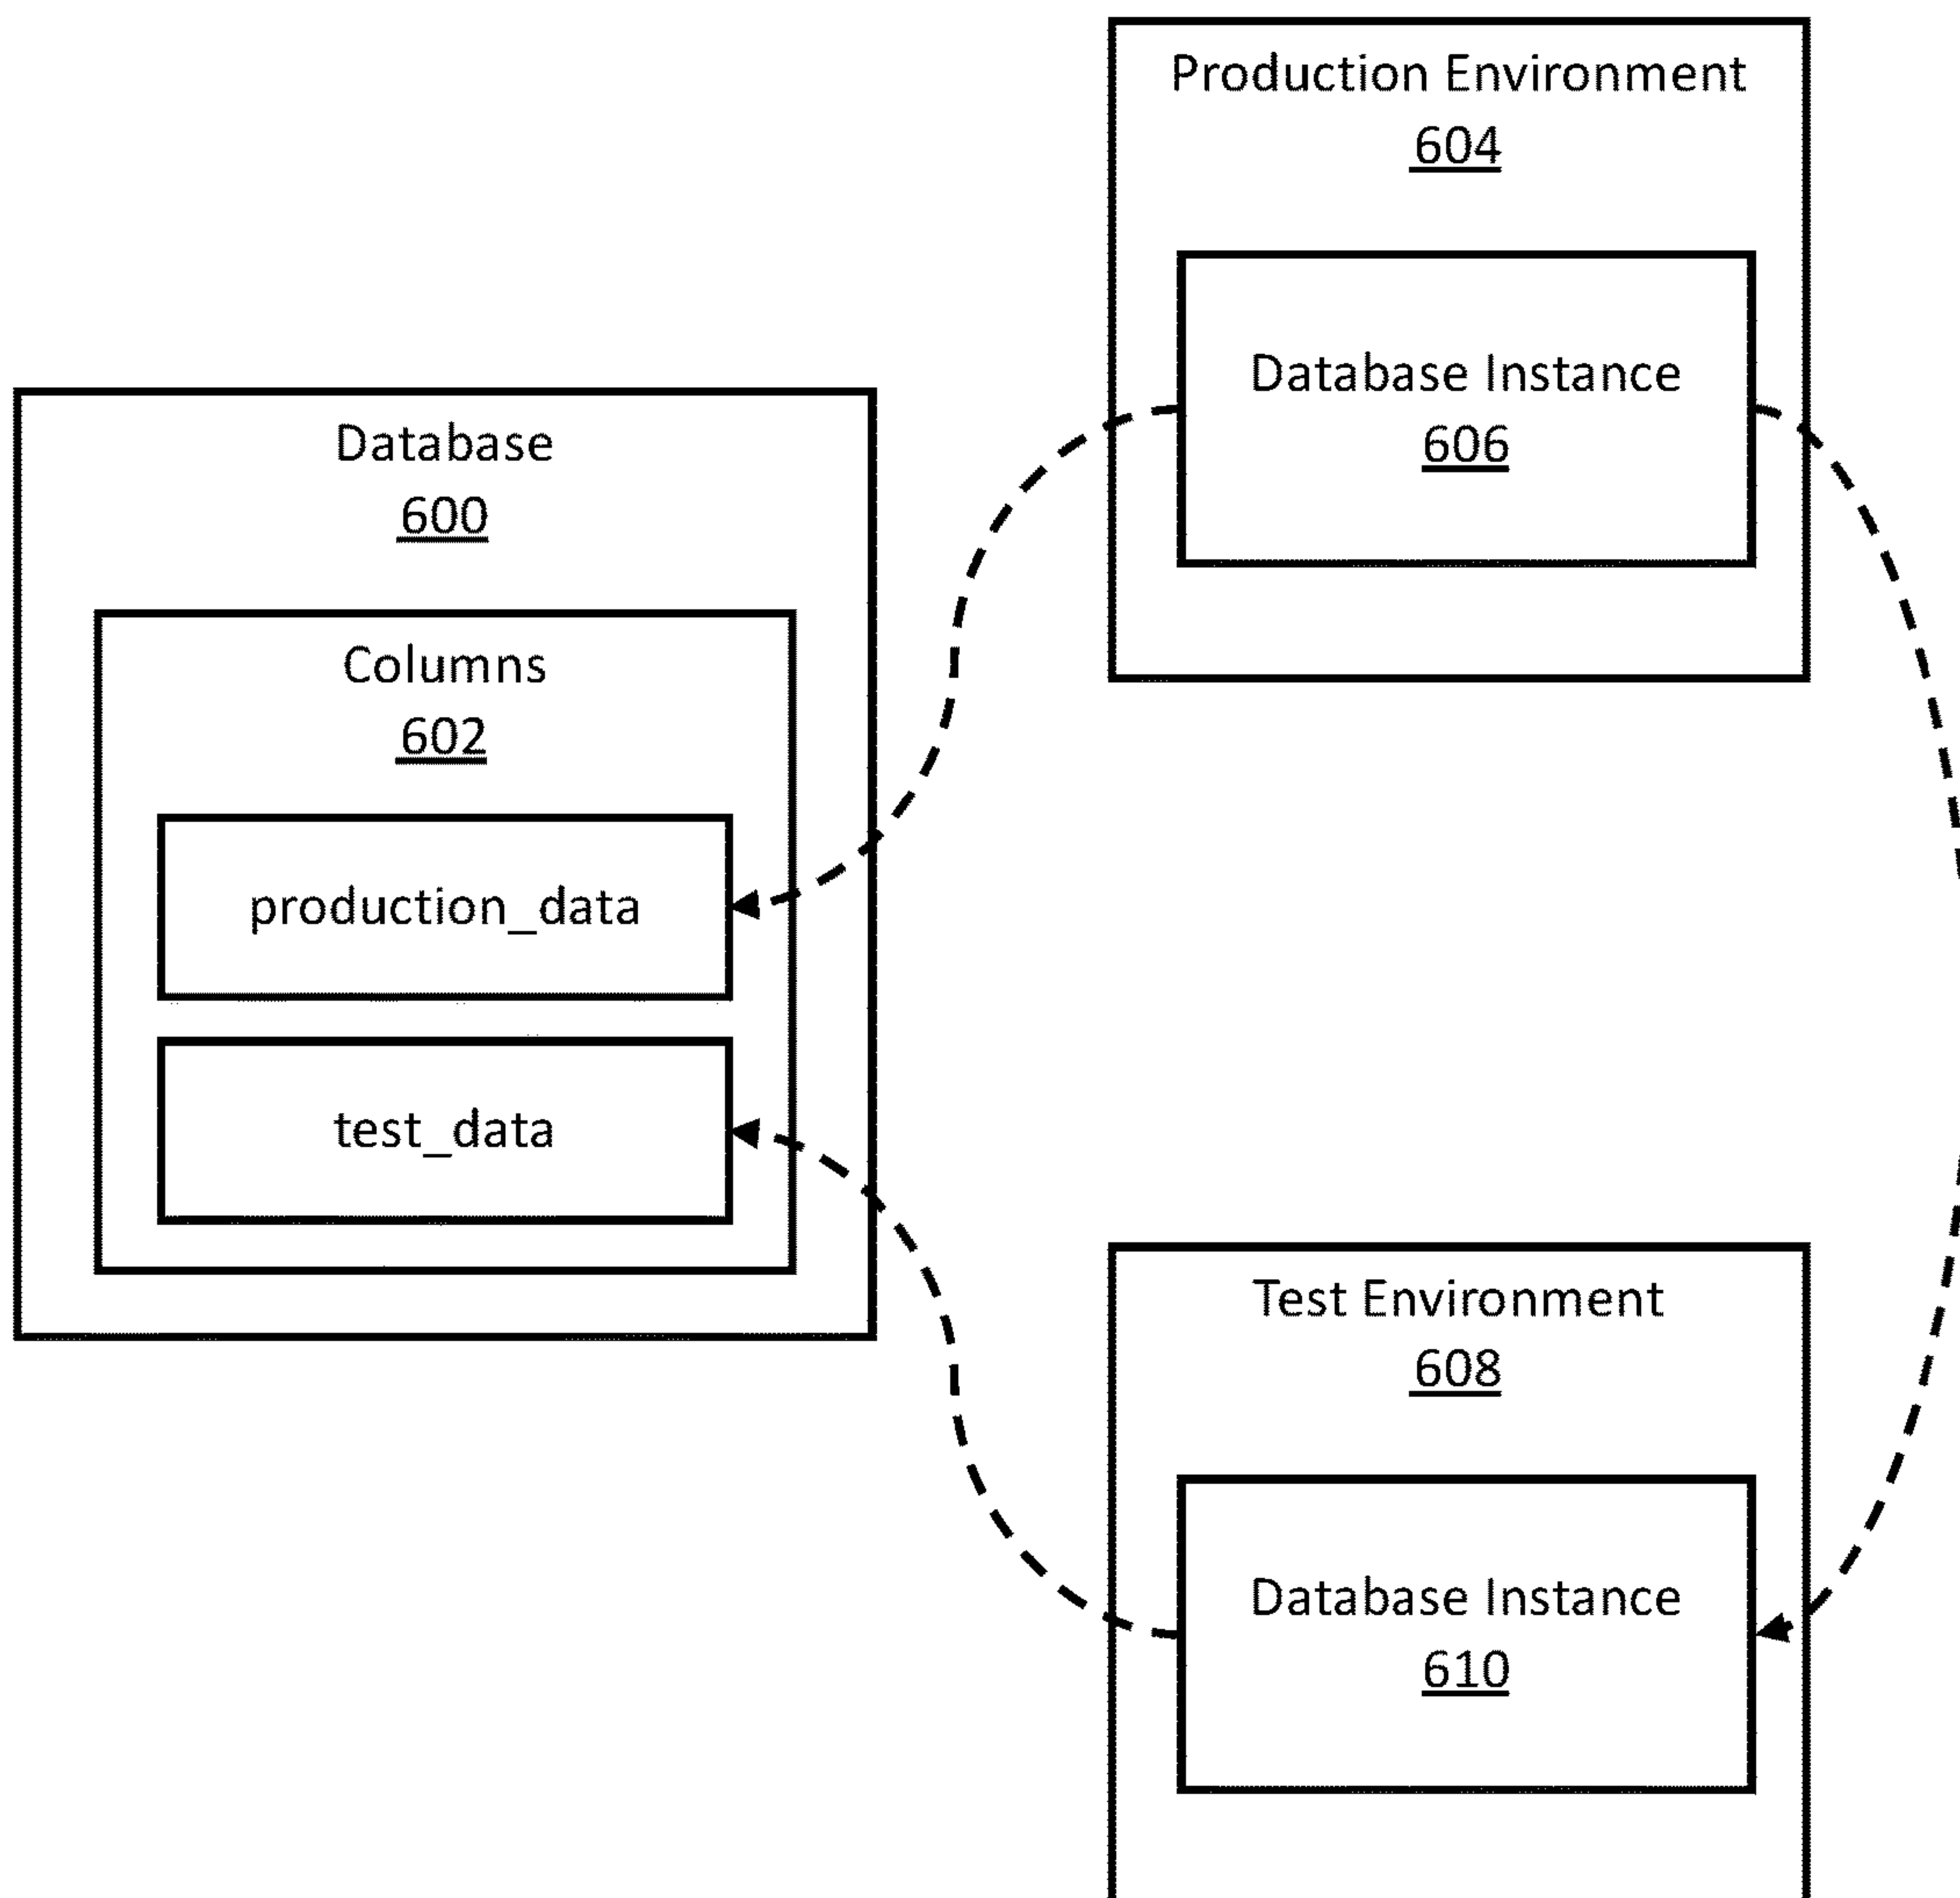 Production Environment
604
Database Instance
606
Database
600
Columns
602
production_data
test_data
Test Environment
608
Database Instance
610